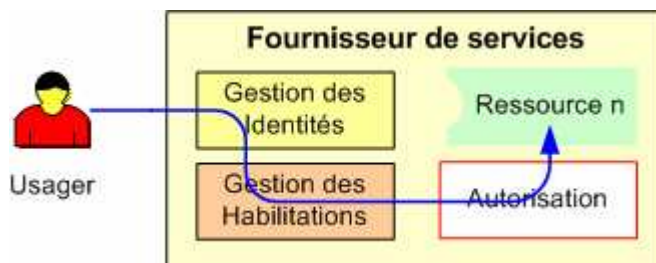 Fournisseur de services
Gestion des
Identités
Ressource n
Usager
Gestion des
Habilitations
Autorisation